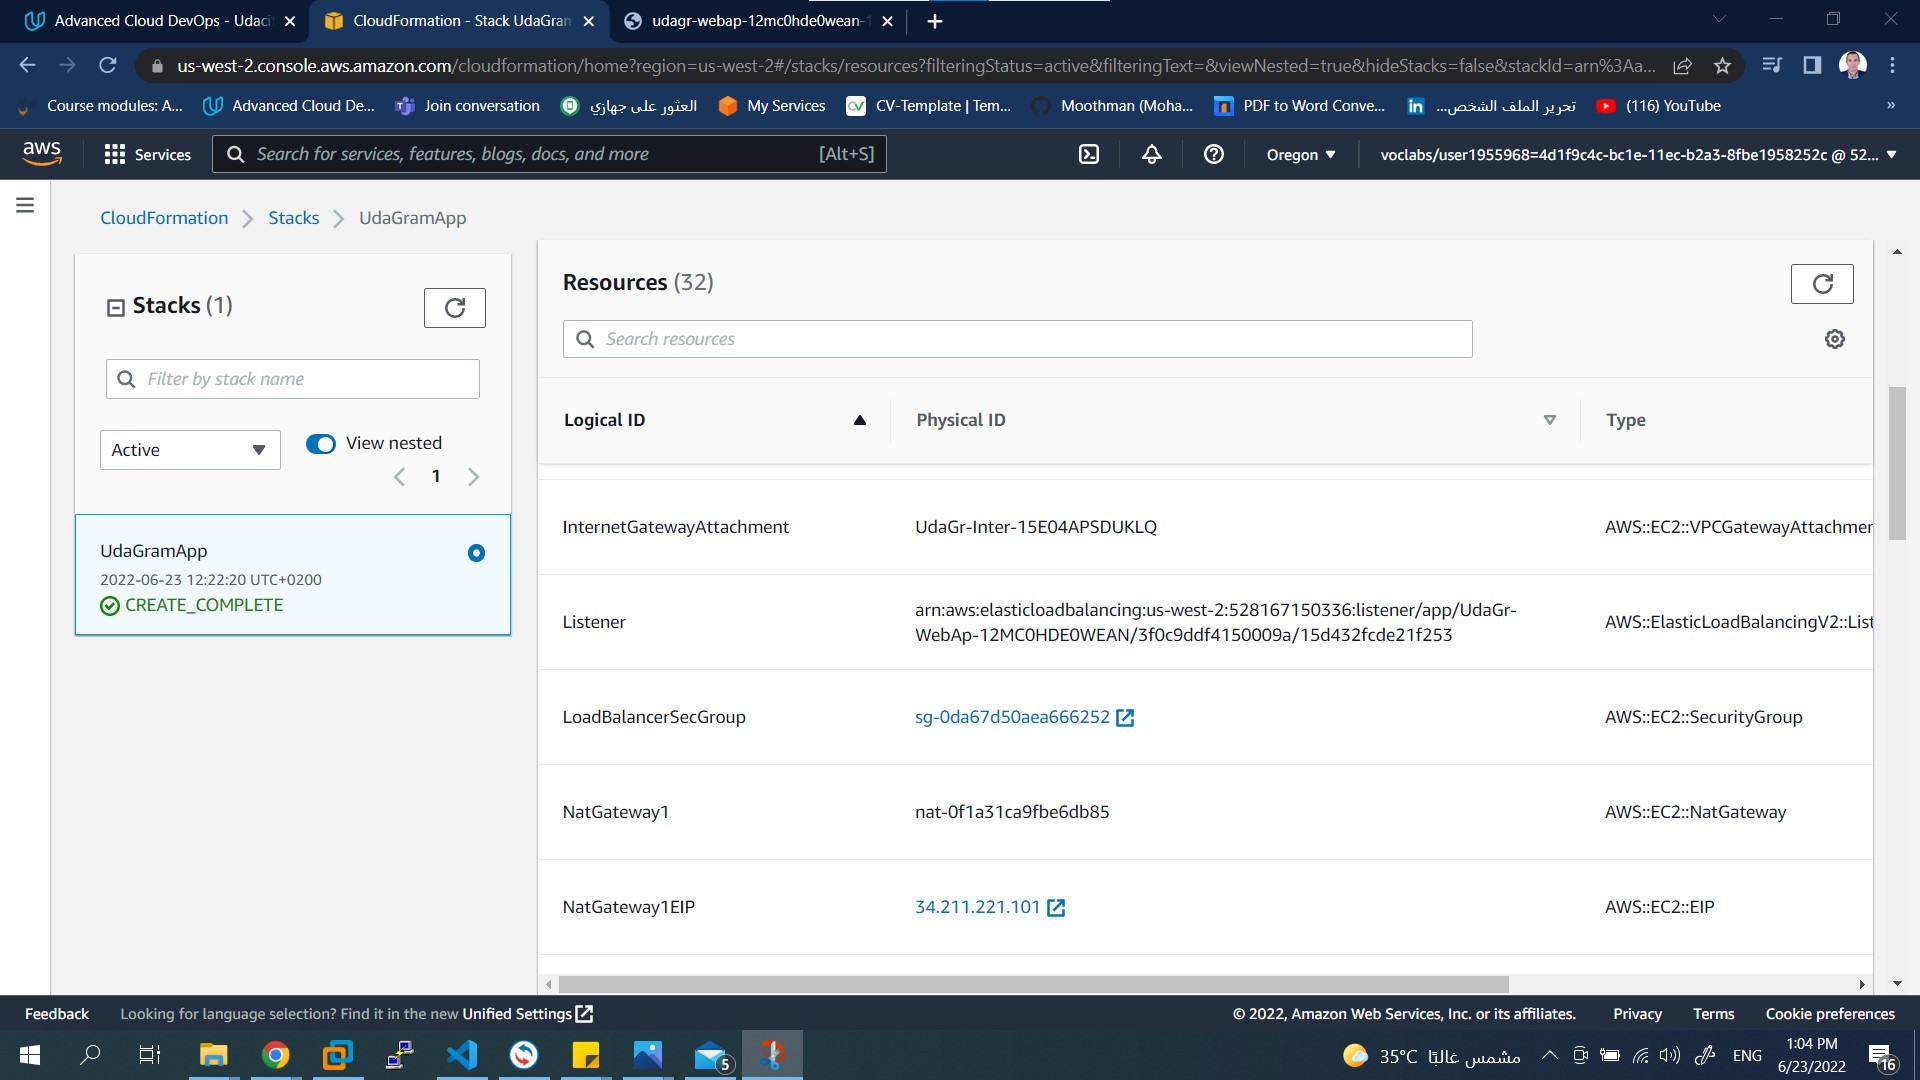 Advanced Cloud DevOps - Udaci
CloudFormation - Stack UdaGram
udagr-webap-12mc0hde0wean-1
us-west-2.console.aws.amazon.com/cloudformation/home?region=us-west-2#/stacks/resources?filteringStatus=active&filteringText=&viewNested=true&hideStacks=false&stackId=arn%3Aa...
Course modules: A...
Advanced Cloud De...
Join conversation
العثور على جهازي
My Services
CV-Template | Tem...
Moothman (Moha...
PDF to Word Conve...
تحرير الملف الشخص...
(116) YouTube
»
aws
Services
Search for services, features, blogs, docs, and more
[Alt+S]
Oregon
voclabs/user1955968=4d1f9c4c-bc1e-11ec-b2a3-8fbe1958252c @ 52...
CloudFormation
Stacks
UdaGramApp
Stacks (1)
Filter by stack name
Active
View nested
1
UdaGramApp
2022-06-23 12:22:20 UTC+0200
CREATE_COMPLETE
Resources (32)
Search resources
Logical ID
Physical ID
Type
InternetGatewayAttachment
UdaGr-Inter-15E04APSDUKLQ
AWS::EC2::VPCGatewayAttachmen
Listener
arn:aws:elasticloadbalancing:us-west-2:528167150336:listener/app/UdaGr-
WebAp-12MC0HDE0WEAN/3f0c9ddf4150009a/15d432fcde21f253
AWS::ElasticLoadBalancingV2::List
LoadBalancerSecGroup
sg-0da67d50aea666252
AWS::EC2::SecurityGroup
NatGateway1
nat-0f1a31ca9fbe6db85
AWS::EC2::NatGateway
NatGateway1EIP
34.211.221.101
AWS::EC2::EIP
Feedback
Looking for language selection? Find it in the new Unified Settings
© 2022, Amazon Web Services, Inc. or its affiliates.
Privacy
Terms
Cookie preferences
5
35°C مشمس غالبًا
ENG
1:04 PM
6/23/2022
16